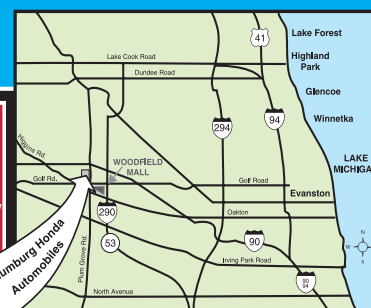 41
Lake Forest
Lake Cook Road
Highland
Park
Dundee Road
Glencoe
294
94
Winnetka
Higgins Rd.
WOODFIELD
MALL
LAKE
MICHIGA
Golf Rd.
Golf Road
Evanston
290
Oakton
53
90
N
W
S
Plum Grove Rd.
Irving Park Road
umburg Honda
Automobiles
90
94
North Avenue